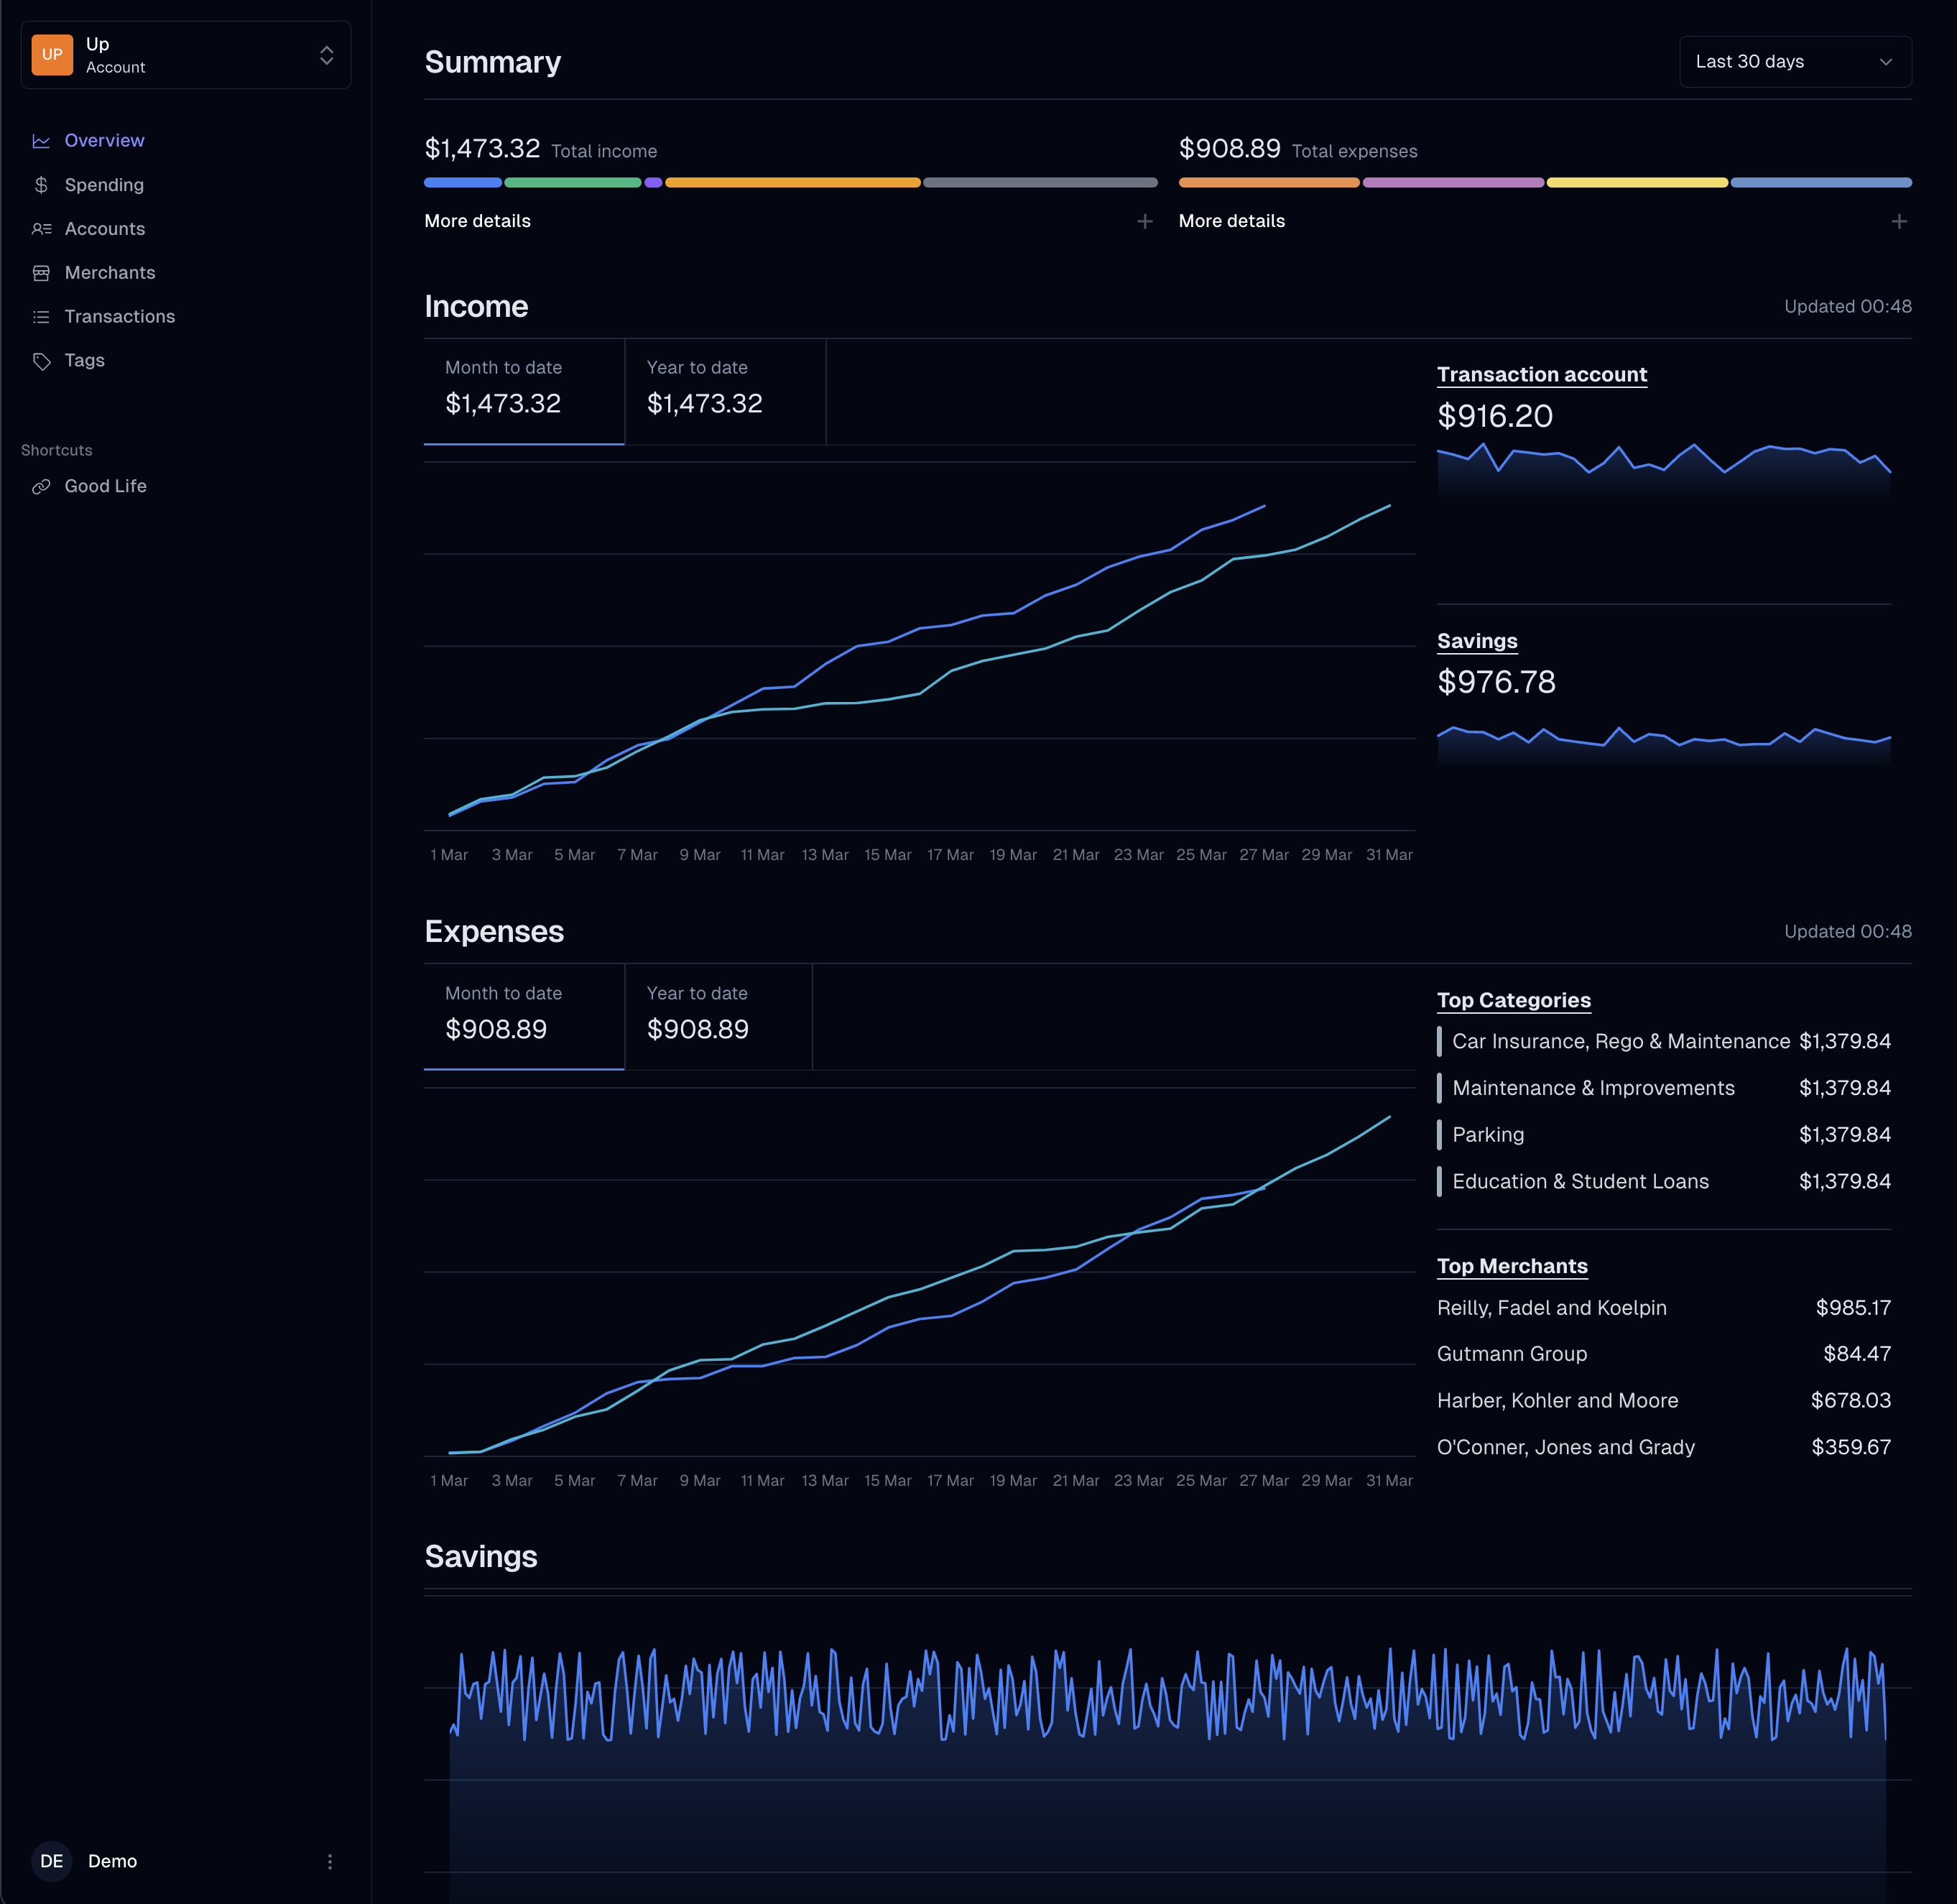 UP
Up
Account
Overview
Spending
Accounts
Merchants
Transactions
Tags
Shortcuts
Good Life
DE
Demo
Summary
Last 30 days
$1,473.32 Total income
More details
$908.89 Total expenses
More details
Income
Updated 00:48
Month to date
$1,473.32
Year to date
$1,473.32
1 Mar 3 Mar 5 Mar 7 Mar 9 Mar 11 Mar 13 Mar 15 Mar 17 Mar 19 Mar 21 Mar 23 Mar 25 Mar 27 Mar 29 Mar 31 Mar
Transaction account
$916.20
Savings
$976.78
Expenses
Updated 00:48
Month to date
$908.89
Year to date
$908.89
1 Mar 3 Mar 5 Mar 7 Mar 9 Mar 11 Mar 13 Mar 15 Mar 17 Mar 19 Mar 21 Mar 23 Mar 25 Mar 27 Mar 29 Mar 31 Mar
Top Categories
Car Insurance, Rego & Maintenance $1,379.84
Maintenance & Improvements $1,379.84
Parking $1,379.84
Education & Student Loans $1,379.84
Top Merchants
Reilly, Fadel and Koelpin $985.17
Gutmann Group $84.47
Harber, Kohler and Moore $678.03
O'Conner, Jones and Grady $359.67
Savings